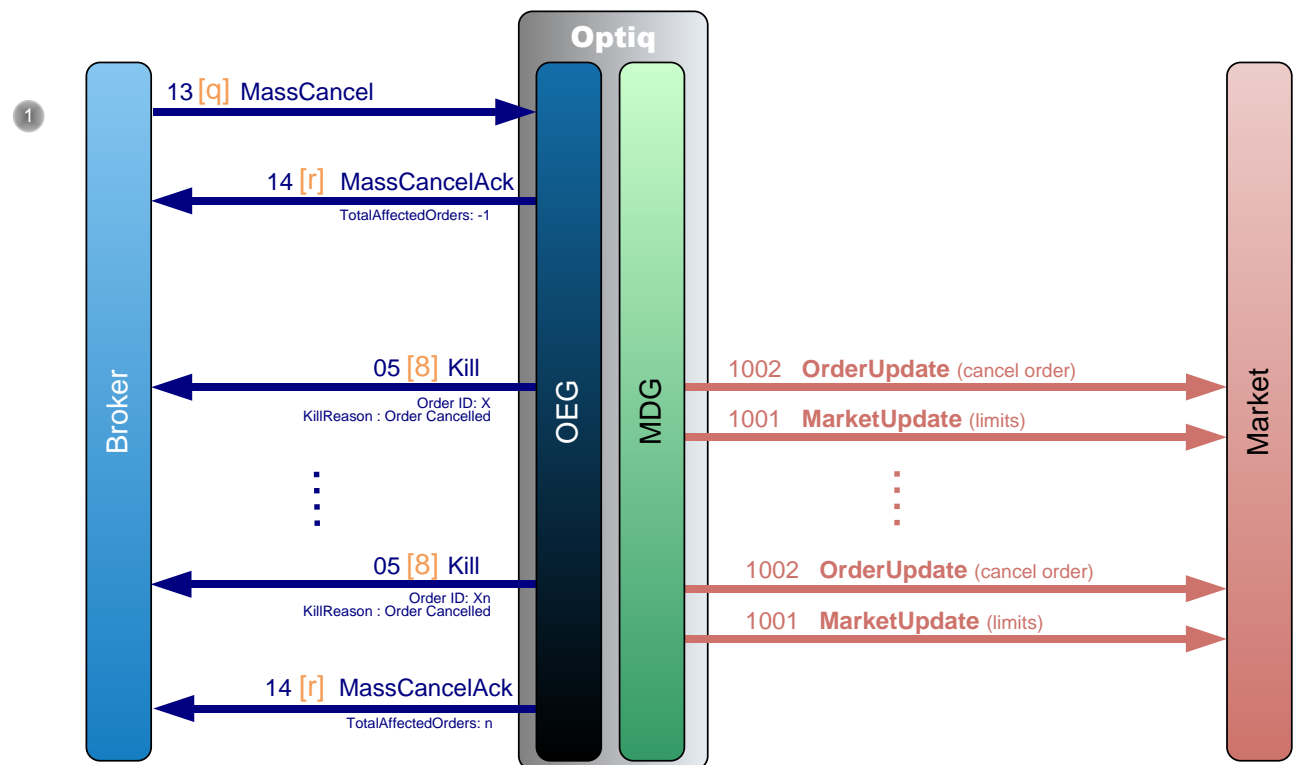 Optiq
1
13 [q] MassCancel
14 [r] MassCancelAck
TotalAffectedOrders: -1
05 [8] Kill
Order ID: X
KillReason : Order Cancelled
1002 OrderUpdate (cancel order)
1001 MarketUpdate (limits)
Broker
OEG
MDG
Market
05 [8] Kill
Order ID: Xn
KillReason : Order Cancelled
1002 OrderUpdate (cancel order)
1001 MarketUpdate (limits)
14 [r] MassCancelAck
TotalAffectedOrders: n